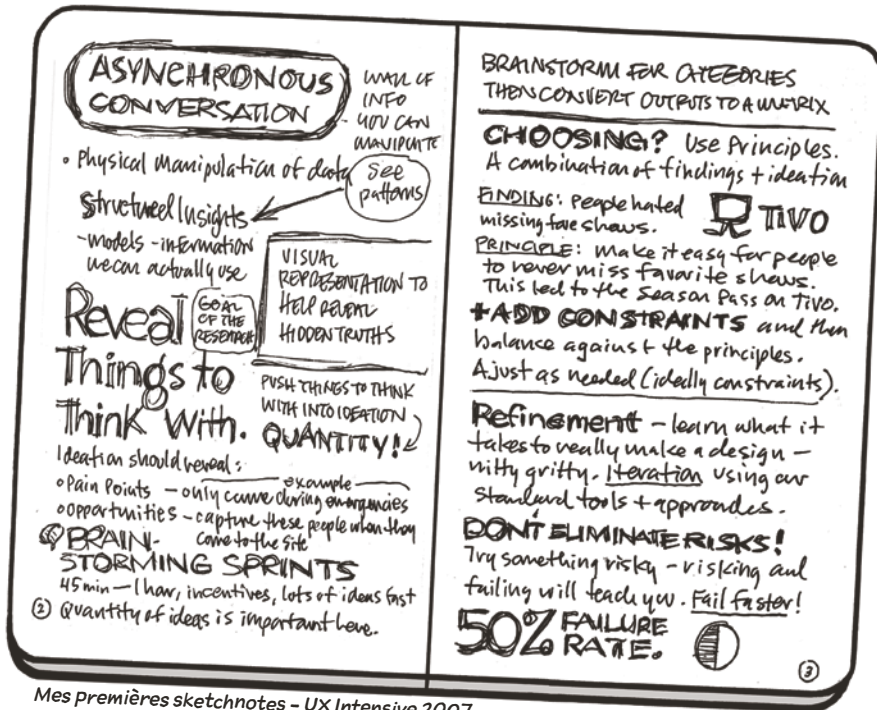 ASYNCHRONOUS
CONVERSATION
WALL OF
INFO
YOU CAN
MANIPULATE
• Physical manipulation of data
See
patterns
Structured Insights
-models -information
we can actually use
VISUAL
REPRESENTATION TO
HELP REVEAL
HIDDEN TRUTHS
Reveal
Things to
Think With.
GOAL
OF THE
RESEARCH
PUSH THINGS TO THINK
WITH INTO IDEATION
QUANTITY!
Ideation should reveal:
example
• Pain Points - only came during emergencies
• Opportunities - capture these people when they
come to the site
BRAIN-
STORMING SPRINTS
45 min - 1 hour, incentives, lots of ideas fast
Quantity of ideas is important here.
2
BRAINSTORM FOR CATEGORIES
THEN CONVERT OUTPUTS TO A MATRIX
CHOOSING? Use Principles.
A combination of findings + ideation
FINDING: People hated
missing fave shows.
TIVO
PRINCIPLE: Make it easy for people
to never miss favorite shows.
This led to the Season Pass on Tivo.
+ADD CONSTRAINTS and then
balance against the principles.
Ajust as needed (ideally constraints).
Refinement - learn what it
takes to really make a design -
nitty gritty. Iteration using our
standard tools + approaches.
DON'T ELIMINATE RISKS!
Try something risky - risking and
failing will teach you. Fail faster!
50% FAILURE
RATE.
3
Mes premières sketchnotes - UX Intensive 2007